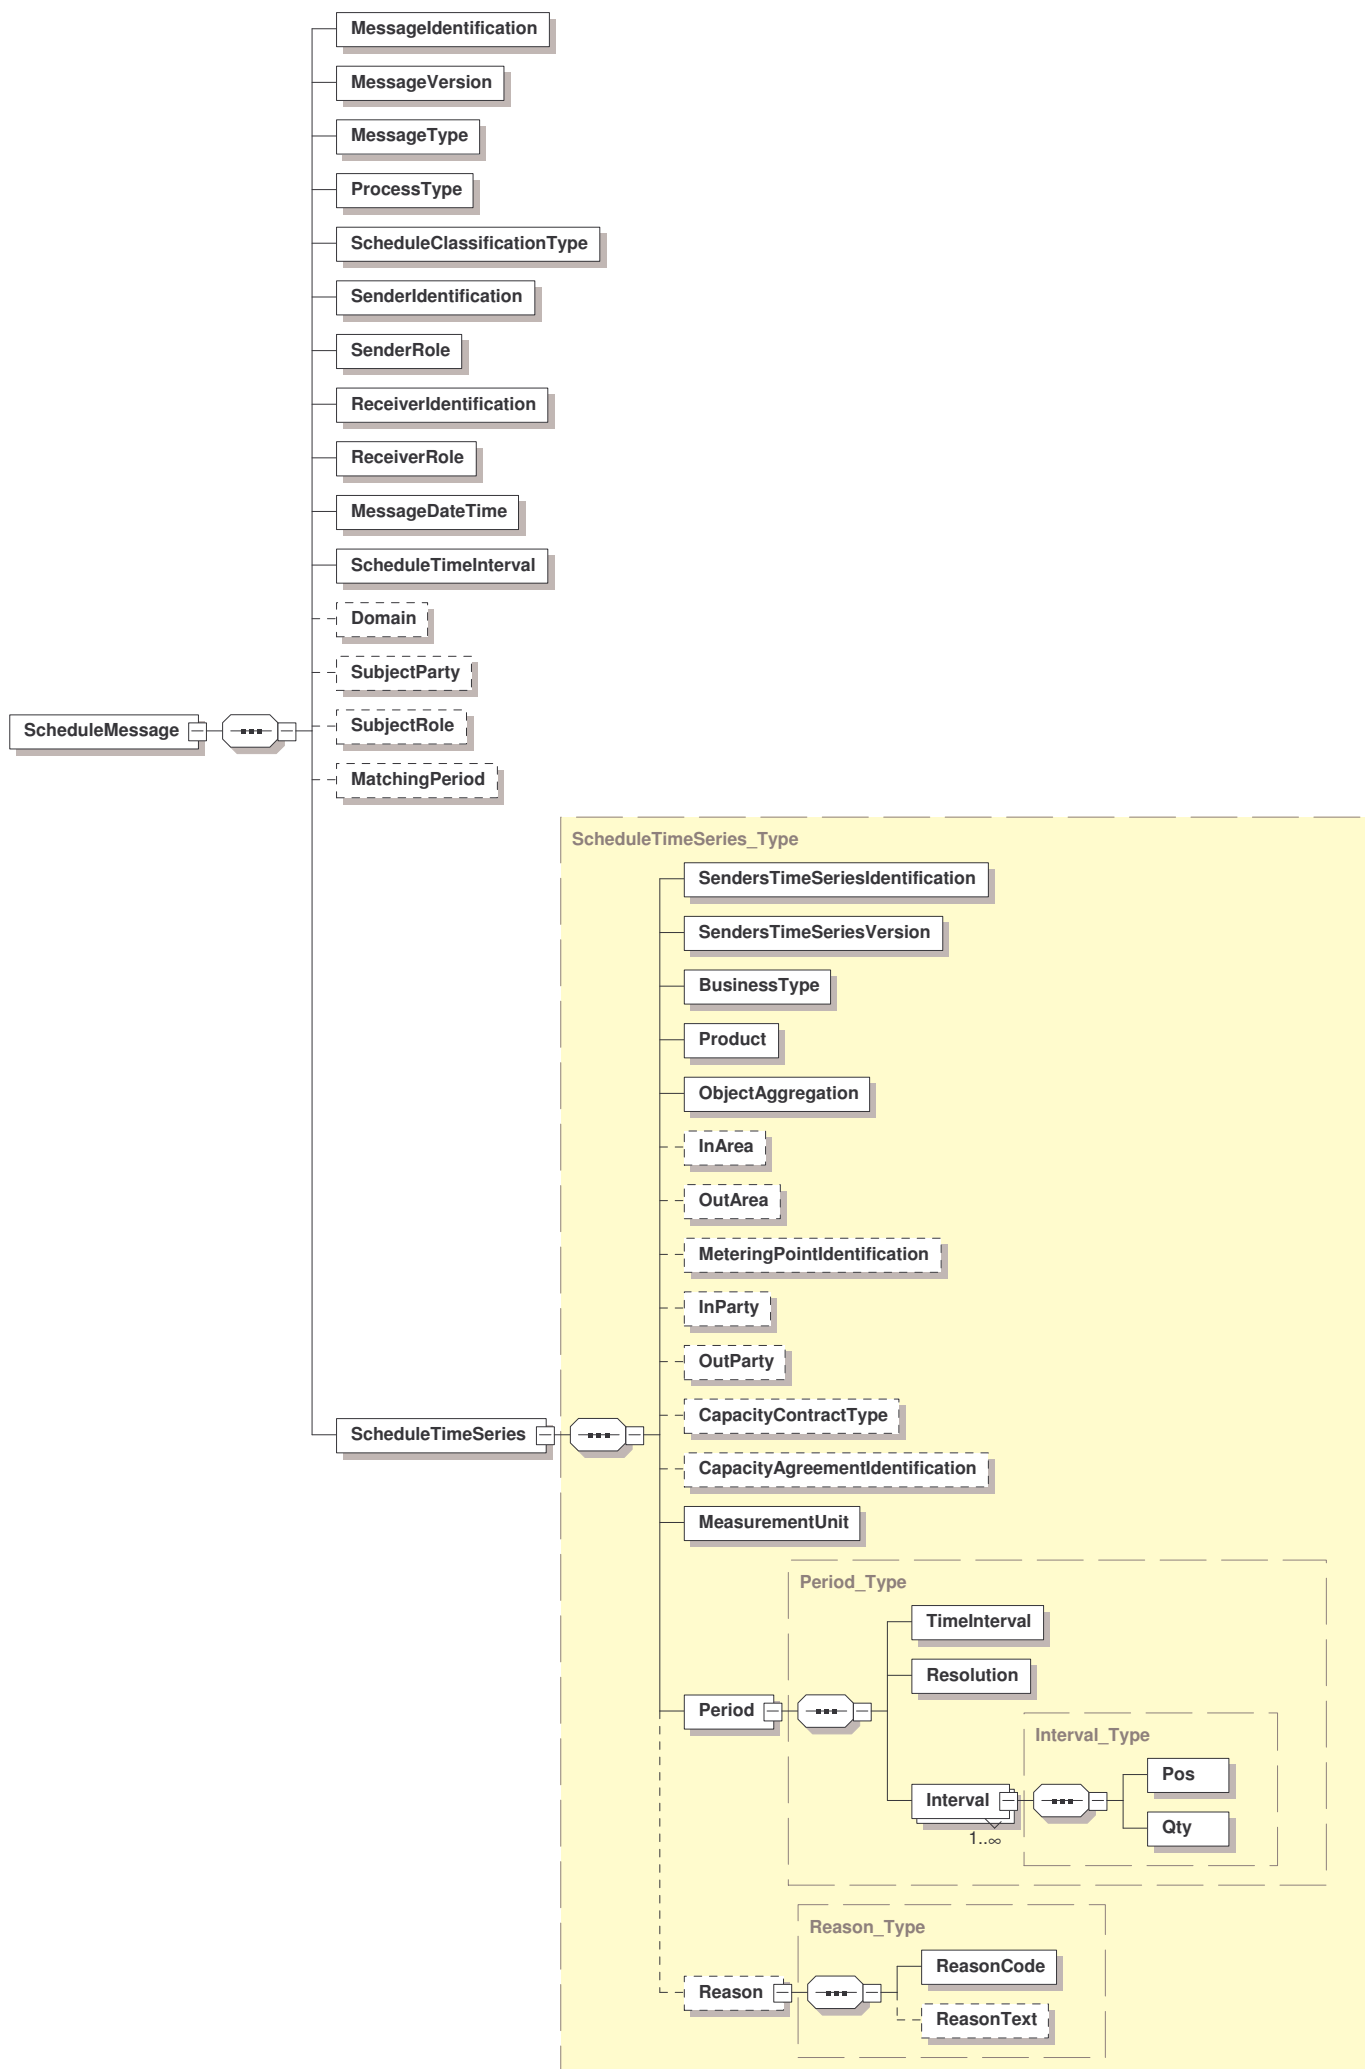 MessageIdentification
MessageVersion
MessageType
ProcessType
ScheduleClassificationType
SenderIdentification
SenderRole
ReceiverIdentification
ReceiverRole
MessageDateTime
ScheduleTimeInterval
Domain
SubjectParty
SubjectRole
ScheduleMessage
MatchingPeriod
ScheduleTimeSeries_Type
SendersTimeSeriesIdentification
SendersTimeSeriesVersion
BusinessType
Product
ObjectAggregation
InArea
OutArea
MeteringPointIdentification
InParty
OutParty
CapacityContractType
ScheduleTimeSeries
CapacityAgreementIdentification
MeasurementUnit
Period_Type
TimeInterval
Resolution
Period
Interval_Type
Pos
Interval
Qty
1..∞
Reason_Type
ReasonCode
Reason
ReasonText